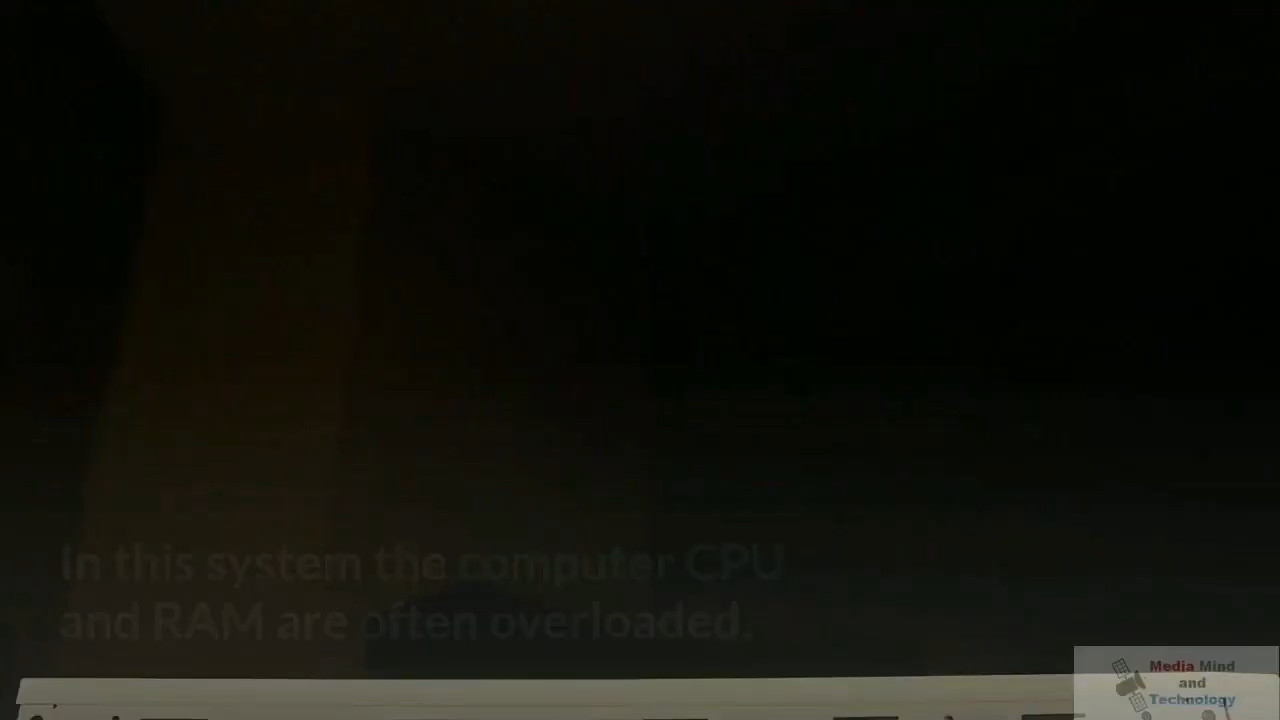 In this system the computer CPU
and RAM are often overloaded.
Media Mind
and
Technology